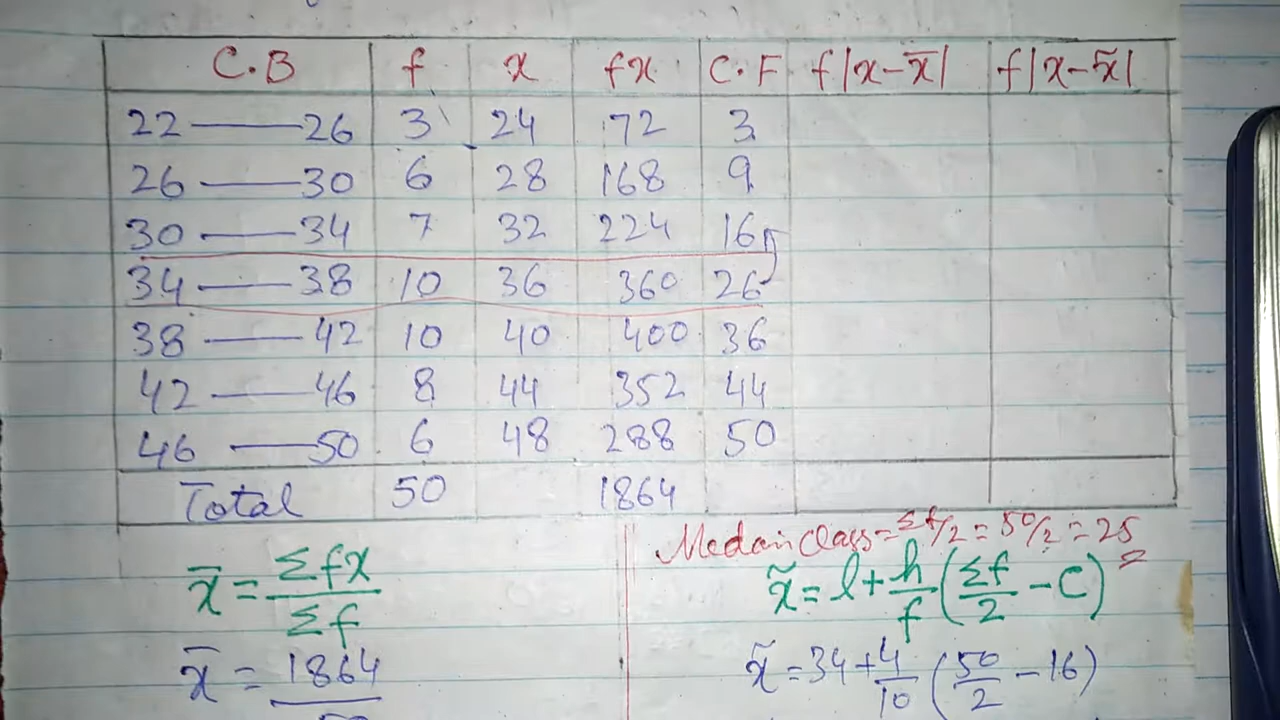 C.B f x fx C.F f|x-x̄| f|x-x̃|
22——26 3 24 72 3
26——30 6 28 168 9
30——34 7 32 224 16
34——38 10 36 360 26
38——42 10 40 400 36
42——46 8 44 352 44
46——50 6 48 288 50
Total 50 1864
Medain class=Σf/2=50/2=25
x̄=Σfx/Σf
x̃=l+h/f(Σf/2-C)
x̄=1864/50
x̃=34+4/10(50/2-16)